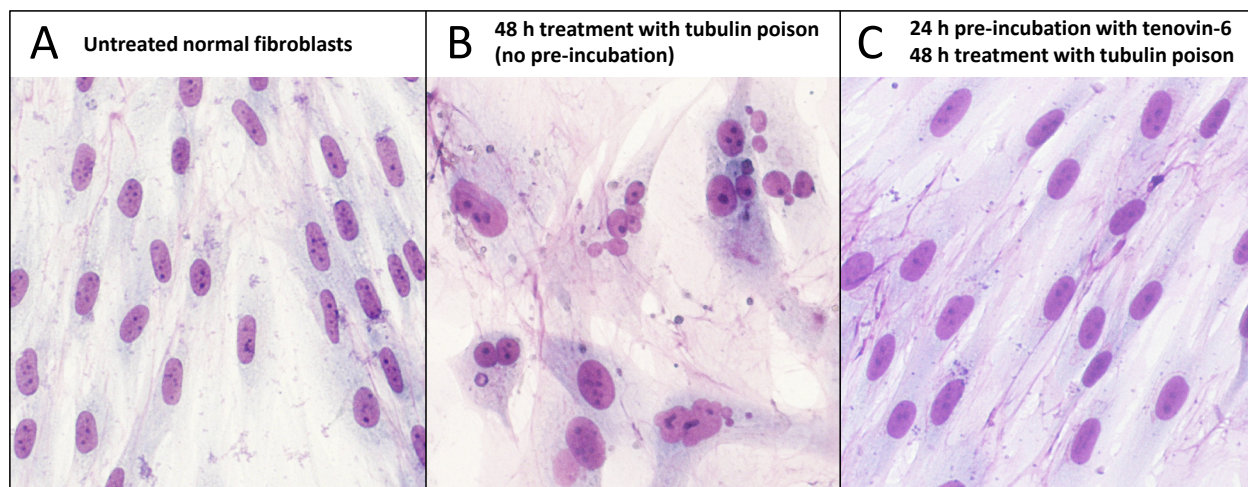 A
Untreated normal fibroblasts
B
48 h treatment with tubulin poison
(no pre-incubation)
C
24 h pre-incubation with tenovin-6
48 h treatment with tubulin poison